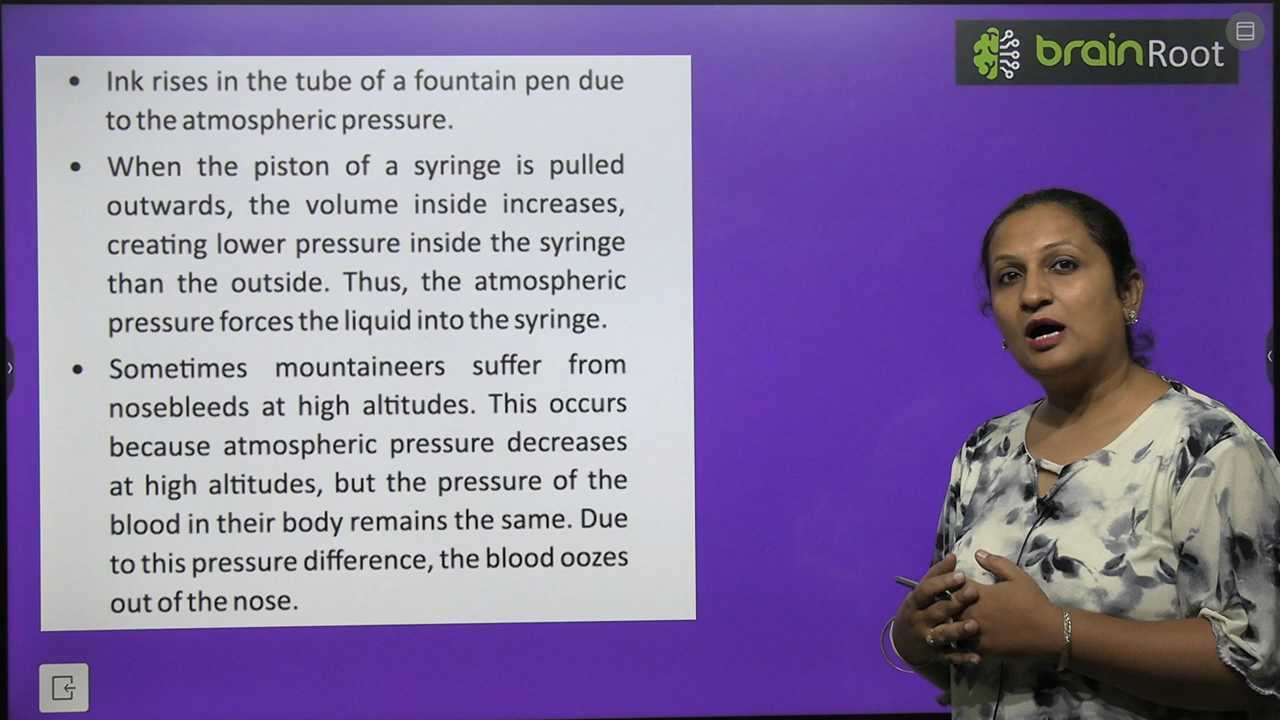 brainRoot
• Ink rises in the tube of a fountain pen due
to the atmospheric pressure.
• When the piston of a syringe is pulled
outwards, the volume inside increases,
creating lower pressure inside the syringe
than the outside. Thus, the atmospheric
pressure forces the liquid into the syringe.
• Sometimes mountaineers suffer from
nosebleeds at high altitudes. This occurs
because atmospheric pressure decreases
at high altitudes, but the pressure of the
blood in their body remains the same. Due
to this pressure difference, the blood oozes
out of the nose.